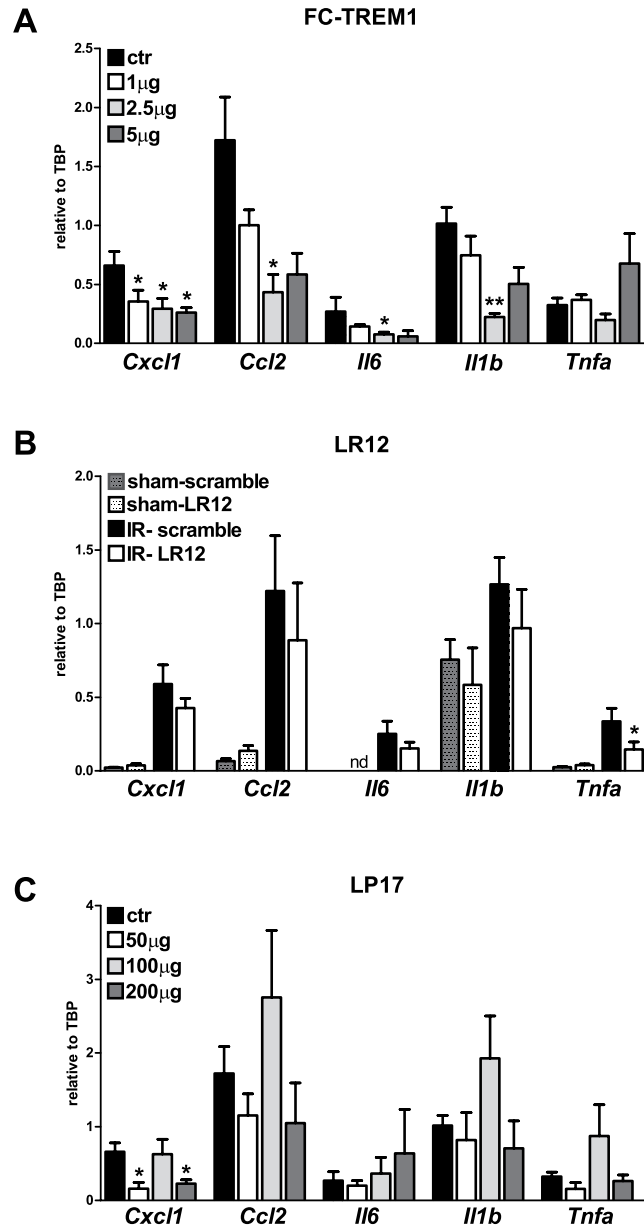 A
FC-TREM1
2.5
2.0
1.5
1.0
0.5
0.0
relative to TBP
ctr
1µg
2.5µg
5µg
* * *
*
*
**
Cxcl1 Ccl2 Il6 Il1b Tnfa
B
LR12
2.0
1.5
1.0
0.5
0.0
relative to TBP
sham-scramble
sham-LR12
IR- scramble
IR- LR12
nd
*
Cxcl1 Ccl2 Il6 Il1b Tnfa
C
LP17
4
3
2
1
0
relative to TBP
ctr
50µg
100µg
200µg
* *
Cxcl1 Ccl2 Il6 Il1b Tnfa